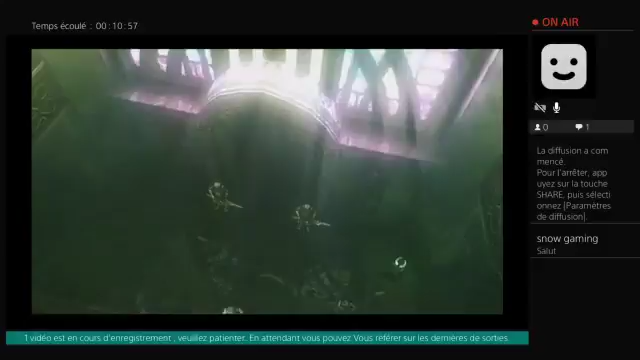 Temps écoulé : 00:10:57
ON AIR
0 1
La diffusion a com
mencé.
Pour l'arrêter, app
uyez sur la touche
SHARE, puis sélecti
onnez [Paramètres
de diffusion].
snow gaming
Salut
1 vidéo est en cours d'enregistrement , veuillez patienter. En attendant vous pouvez Vous référer sur les dernières de sorties.